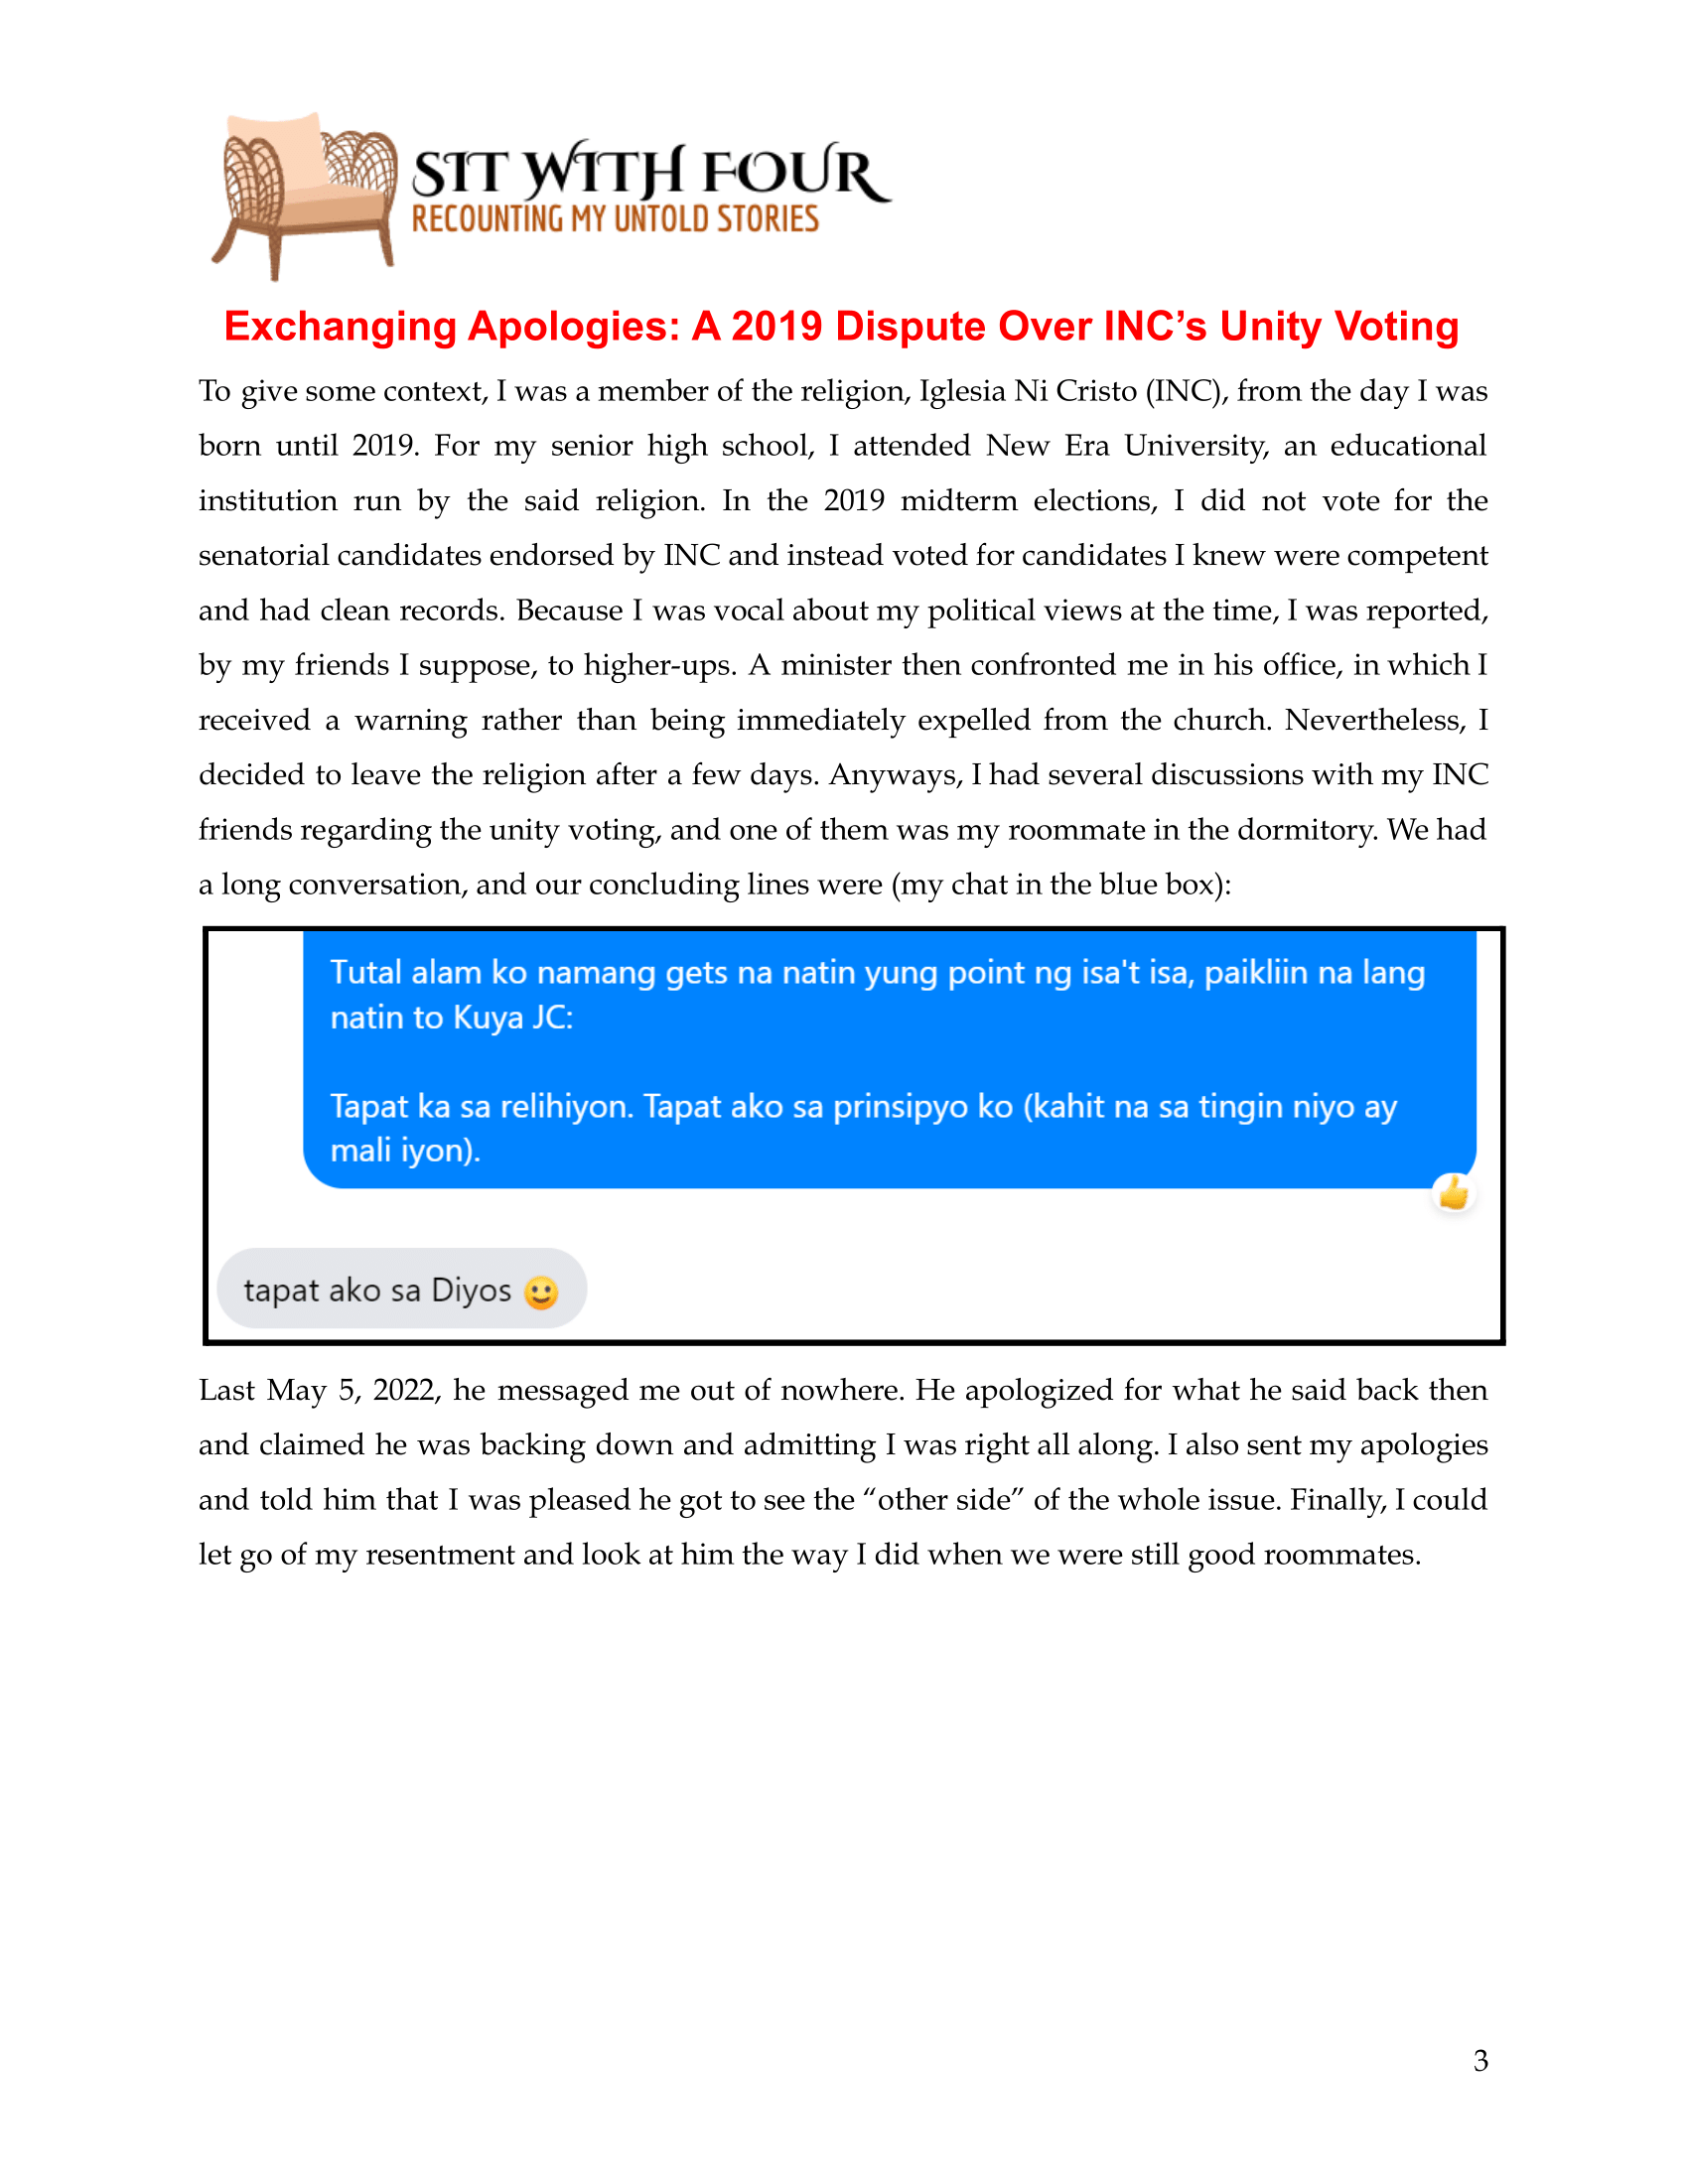 SIT WITH FOUR
RECOUNTING MY UNTOLD STORIES
Exchanging Apologies: A 2019 Dispute Over INC’s Unity Voting
To give some context, I was a member of the religion, Iglesia Ni Cristo (INC), from the day I was
born until 2019. For my senior high school, I attended New Era University, an educational
institution run by the said religion. In the 2019 midterm elections, I did not vote for the
senatorial candidates endorsed by INC and instead voted for candidates I knew were competent
and had clean records. Because I was vocal about my political views at the time, I was reported,
by my friends I suppose, to higher-ups. A minister then confronted me in his office, in which I
received a warning rather than being immediately expelled from the church. Nevertheless, I
decided to leave the religion after a few days. Anyways, I had several discussions with my INC
friends regarding the unity voting, and one of them was my roommate in the dormitory. We had
a long conversation, and our concluding lines were (my chat in the blue box):
Tutal alam ko namang gets na natin yung point ng isa't isa, paikliin na lang
natin to Kuya JC:
Tapat ka sa relihiyon. Tapat ako sa prinsipyo ko (kahit na sa tingin niyo ay
mali iyon).
tapat ako sa Diyos 🙂
Last May 5, 2022, he messaged me out of nowhere. He apologized for what he said back then
and claimed he was backing down and admitting I was right all along. I also sent my apologies
and told him that I was pleased he got to see the “other side” of the whole issue. Finally, I could
let go of my resentment and look at him the way I did when we were still good roommates.
3